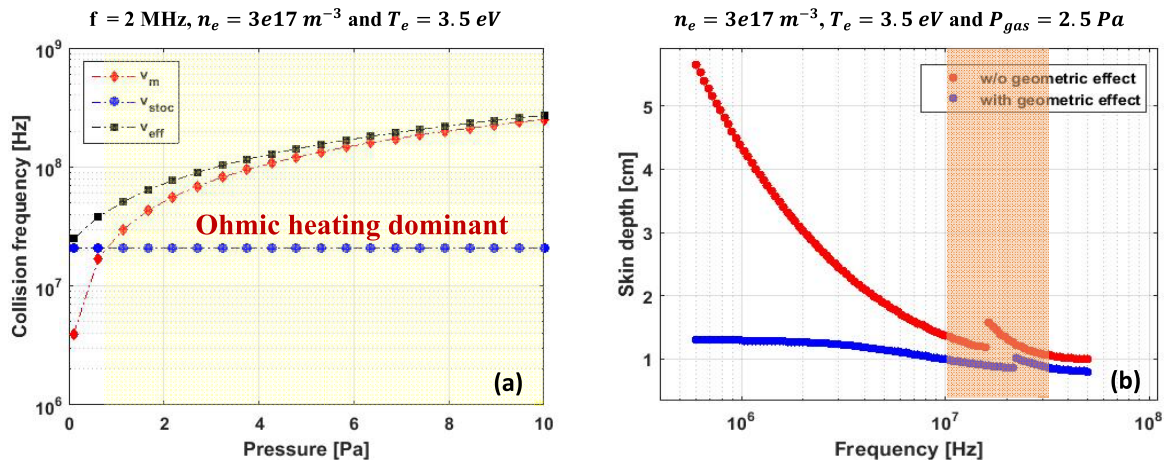 f = 2 MHz, n_e = 3e17 m^{-3} and T_e = 3.5 eV
10^9
10^8
10^7
10^6
Collision frequency [Hz]
ν_m
ν_stoc
ν_eff
Ohmic heating dominant
(a)
0 2 4 6 8 10
Pressure [Pa]
n_e = 3e17 m^{-3}, T_e = 3.5 eV and P_gas = 2.5 Pa
5
4
3
2
1
Skin depth [cm]
w/o geometric effect
with geometric effect
(b)
10^6 10^7 10^8
Frequency [Hz]